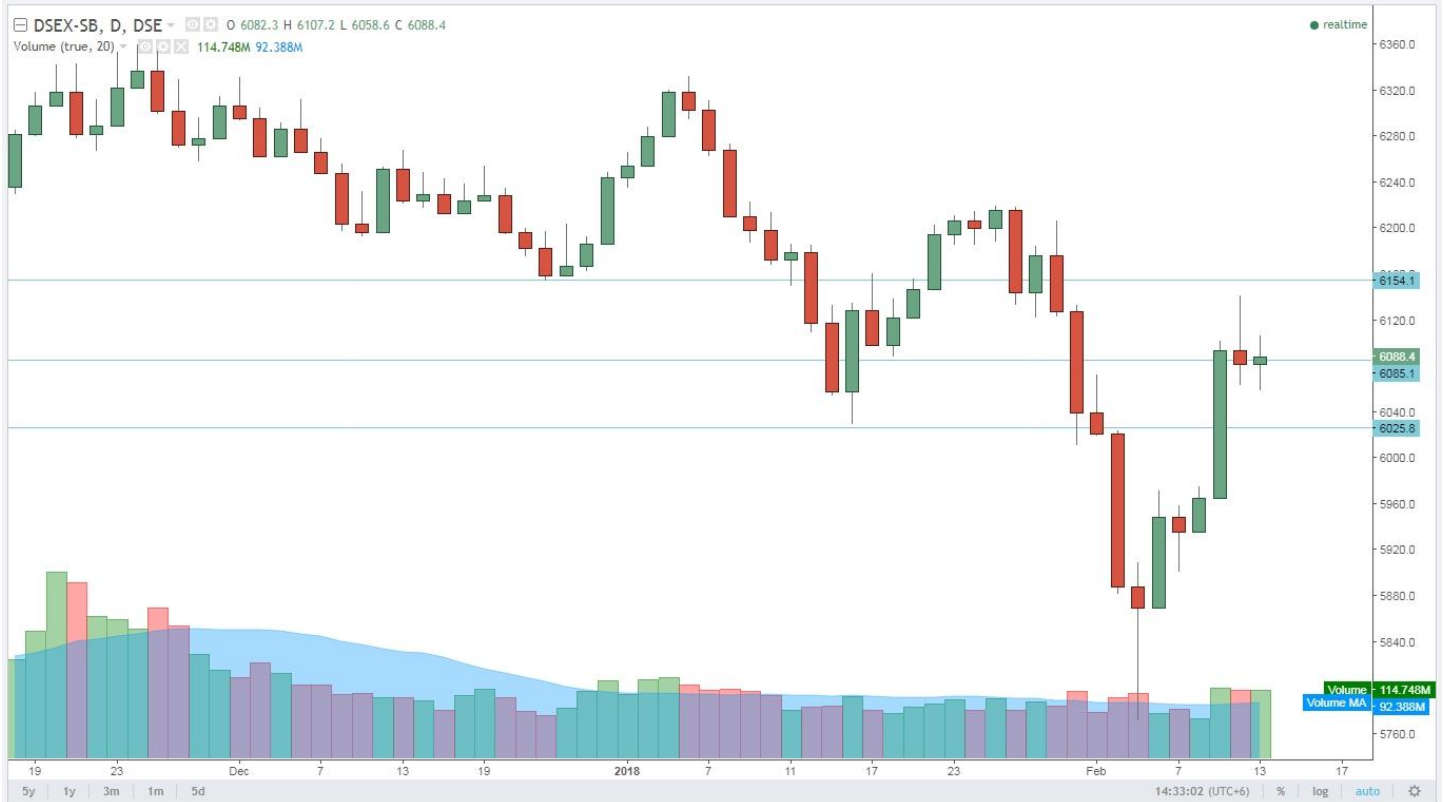 DSEX-SB, D, DSE O 6082.3 H 6107.2 L 6058.6 C 6088.4
Volume (true, 20) 114.748M 92.388M
realtime
6360.0
6320.0
6280.0
6240.0
6200.0
6154.1
6120.0
6088.4
6085.1
6040.0
6025.8
6000.0
5960.0
5920.0
5880.0
5840.0
Volume 114.748M
Volume MA 92.388M
5760.0
19 23 Dec 7 13 19 2018 7 11 17 23 Feb 7 13 17
5y 1y 3m 1m 5d 14:33:02 (UTC+6) % log auto